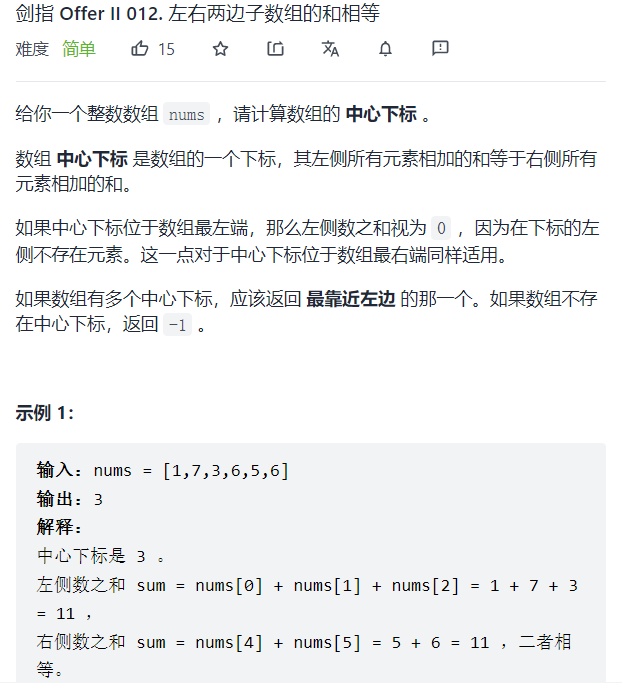 剑指 Offer II 012. 左右两边子数组的和相等
难度 简单 15
给你一个整数数组 nums ，请计算数组的 中心下标 。
数组 中心下标 是数组的一个下标，其左侧所有元素相加的和等于右侧所有
元素相加的和。
如果中心下标位于数组最左端，那么左侧数之和视为 0 ，因为在下标的左
侧不存在元素。这一点对于中心下标位于数组最右端同样适用。
如果数组有多个中心下标，应该返回 最靠近左边 的那一个。如果数组不存
在中心下标，返回 -1 。
示例 1：
输入：nums = [1,7,3,6,5,6]
输出：3
解释：
中心下标是 3 。
左侧数之和 sum = nums[0] + nums[1] + nums[2] = 1 + 7 + 3
= 11 ，
右侧数之和 sum = nums[4] + nums[5] = 5 + 6 = 11 ，二者相
等。